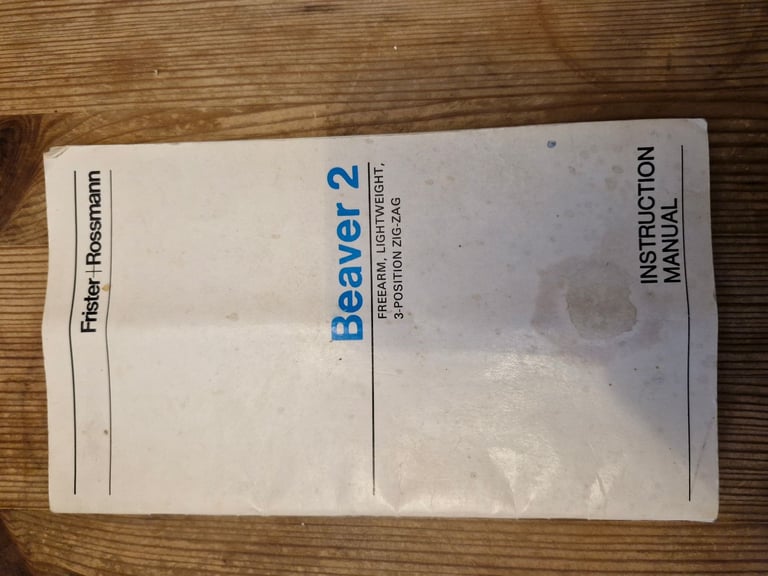 Frister+Rossmann
Beaver 2
FREEARM, LIGHTWEIGHT,
3-POSITION ZIG-ZAG
INSTRUCTION
MANUAL